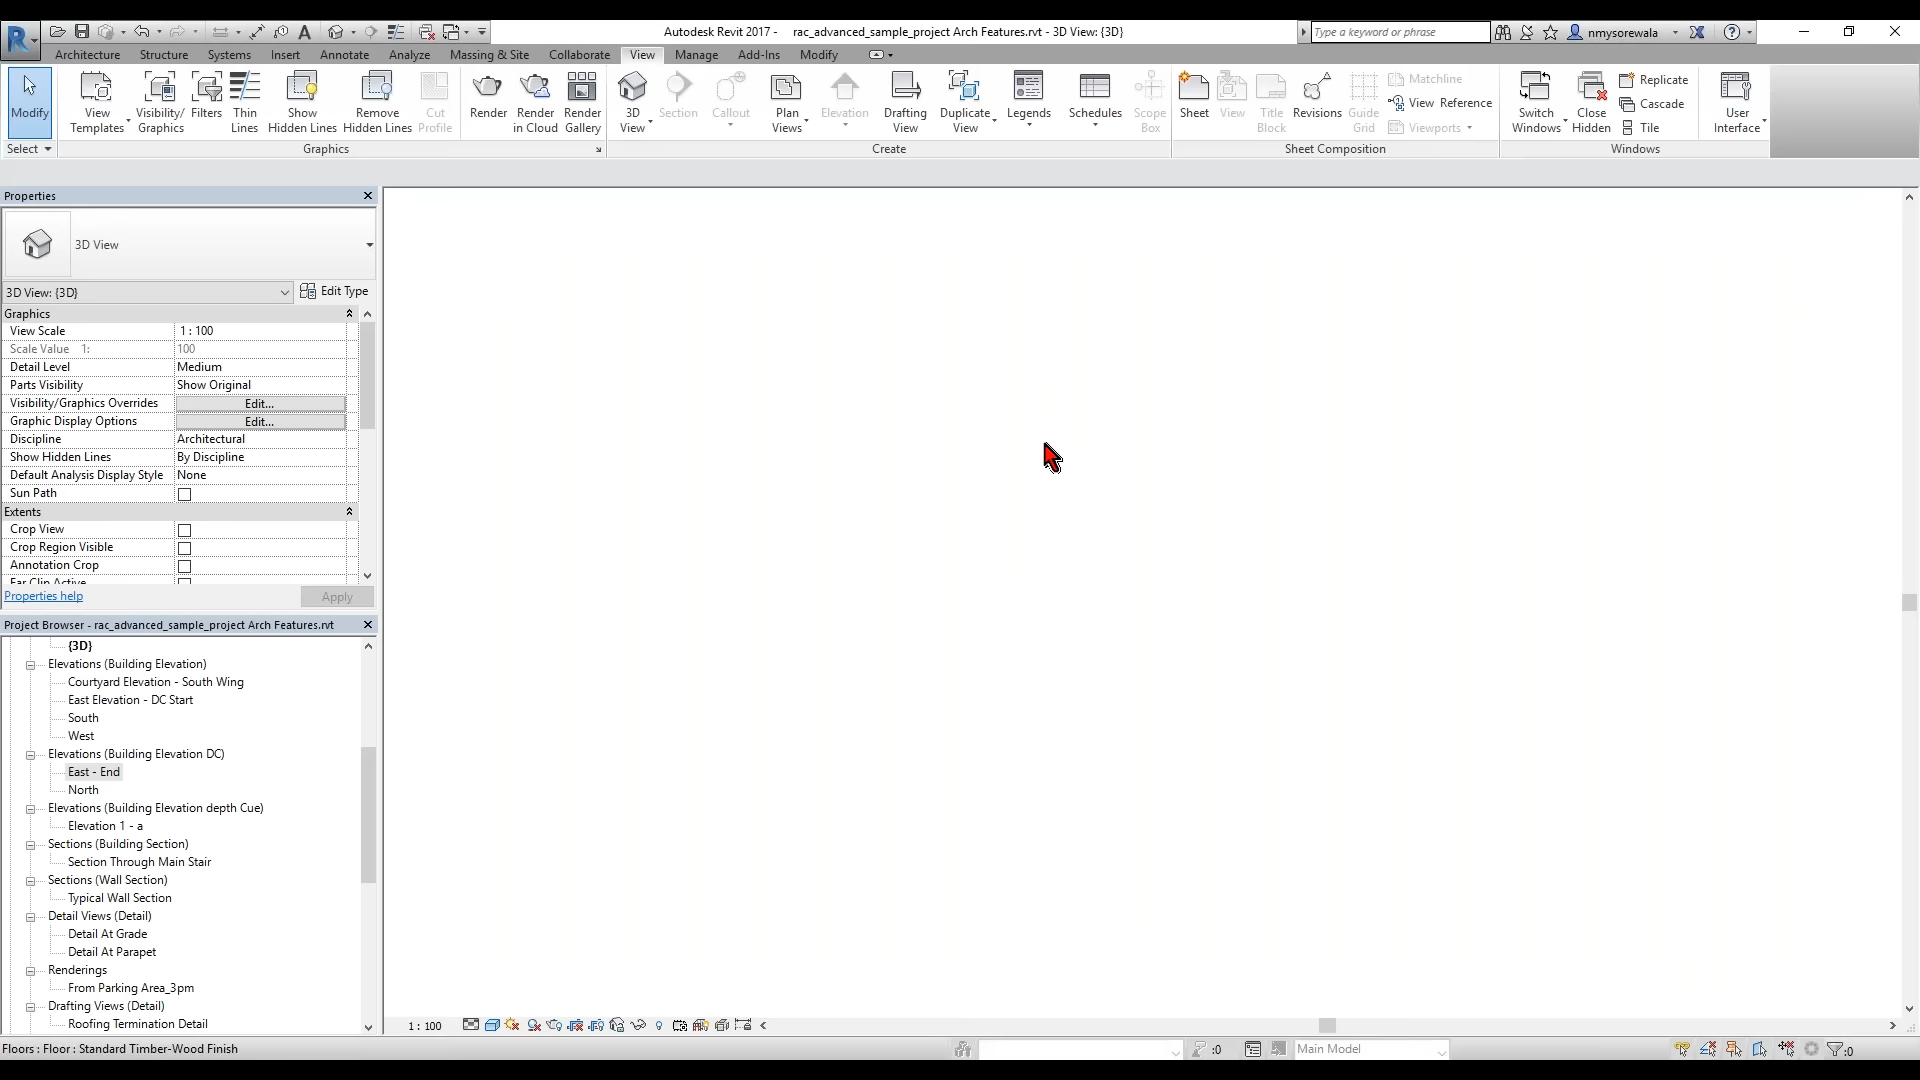 Autodesk Revit 2017 - rac_advanced_sample_project Arch Features.rvt - 3D View: {3D}
Type a keyword or phrase
nmysorewala
Architecture Structure Systems Insert Annotate Analyze Massing & Site Collaborate View Manage Add-Ins Modify
Modify
View Templates
Visibility/ Graphics
Filters
Thin Lines
Show Hidden Lines
Remove Hidden Lines
Cut Profile
Render
Render in Cloud
Render Gallery
3D View
Section
Callout
Plan Views
Elevation
Drafting View
Duplicate View
Legends
Schedules
Scope Box
Sheet
View
Title Block
Revisions
Guide Grid
Matchline
View Reference
Viewports
Switch Windows
Close Hidden
Replicate
Cascade
Tile
User Interface
Select
Graphics
Create
Sheet Composition
Windows
Properties
3D View
3D View: {3D}
Edit Type
Graphics
View Scale 1 : 100
Scale Value 1: 100
Detail Level Medium
Parts Visibility Show Original
Visibility/Graphics Overrides Edit...
Graphic Display Options Edit...
Discipline Architectural
Show Hidden Lines By Discipline
Default Analysis Display Style None
Sun Path
Extents
Crop View
Crop Region Visible
Annotation Crop
Far Clip Active
Properties help
Apply
Project Browser - rac_advanced_sample_project Arch Features.rvt
{3D}
Elevations (Building Elevation)
Courtyard Elevation - South Wing
East Elevation - DC Start
South
West
Elevations (Building Elevation DC)
East - End
North
Elevations (Building Elevation depth Cue)
Elevation 1 - a
Sections (Building Section)
Section Through Main Stair
Sections (Wall Section)
Typical Wall Section
Detail Views (Detail)
Detail At Grade
Detail At Parapet
Renderings
From Parking Area_3pm
Drafting Views (Detail)
Roofing Termination Detail
1 : 100
Floors : Floor : Standard Timber-Wood Finish
:0
Main Model
:0